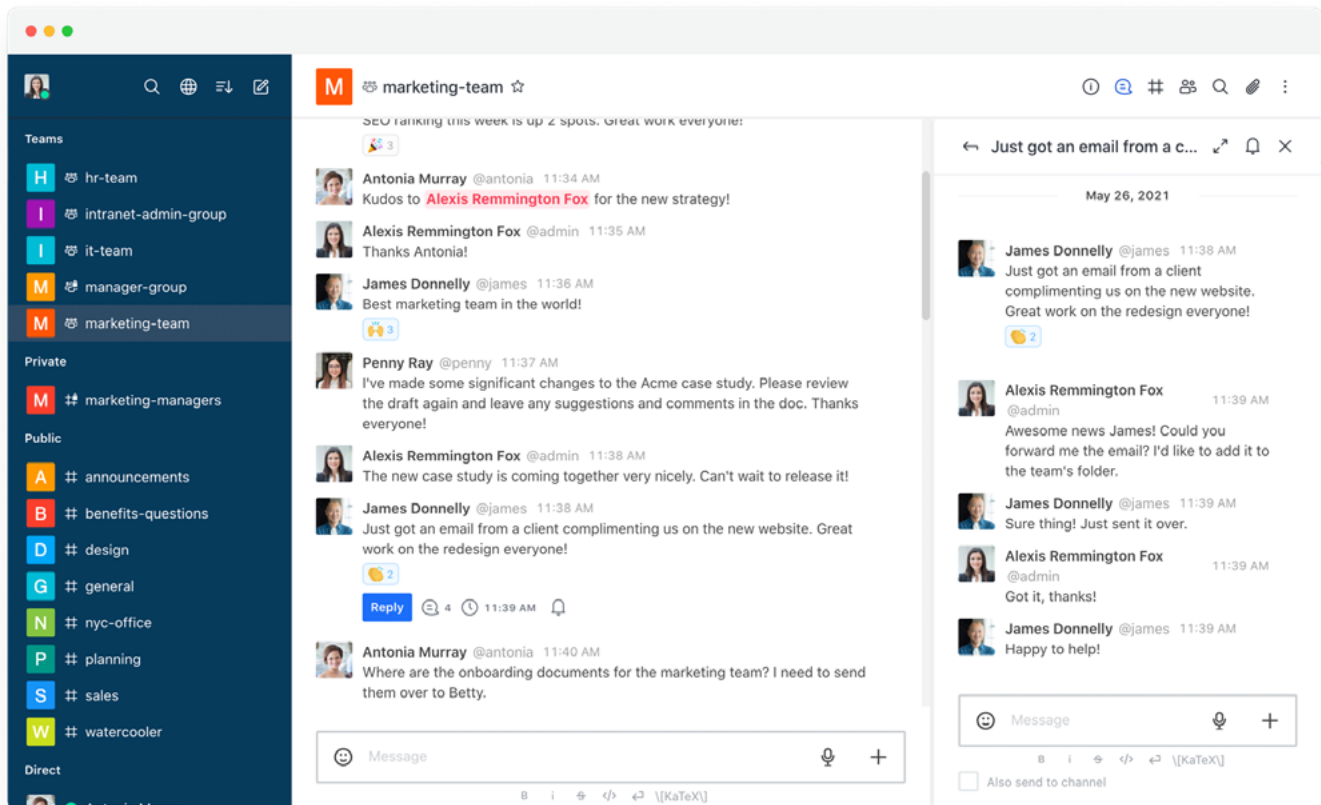 Teams
H hr-team
I intranet-admin-group
I it-team
M manager-group
M marketing-team
Private
M marketing-managers
Public
A # announcements
B # benefits-questions
D # design
G # general
N # nyc-office
P # planning
S # sales
W # watercooler
Direct
M marketing-team
SEO ranking this week is up 2 spots. Great work everyone!
3
Antonia Murray @antonia 11:34 AM
Kudos to Alexis Remmington Fox for the new strategy!
Alexis Remmington Fox @admin 11:35 AM
Thanks Antonia!
James Donnelly @james 11:36 AM
Best marketing team in the world!
3
Penny Ray @penny 11:37 AM
I've made some significant changes to the Acme case study. Please review
the draft again and leave any suggestions and comments in the doc. Thanks
everyone!
Alexis Remmington Fox @admin 11:38 AM
The new case study is coming together very nicely. Can't wait to release it!
James Donnelly @james 11:38 AM
Just got an email from a client complimenting us on the new website. Great
work on the redesign everyone!
2
Reply 4 11:39 AM
Antonia Murray @antonia 11:40 AM
Where are the onboarding documents for the marketing team? I need to send
them over to Betty.
Message
B i S </> \[KaTeX\]
Just got an email from a c...
May 26, 2021
James Donnelly @james 11:38 AM
Just got an email from a client
complimenting us on the new website.
Great work on the redesign everyone!
2
Alexis Remmington Fox
@admin 11:39 AM
Awesome news James! Could you
forward me the email? I'd like to add it to
the team's folder.
James Donnelly @james 11:39 AM
Sure thing! Just sent it over.
Alexis Remmington Fox
@admin 11:39 AM
Got it, thanks!
James Donnelly @james 11:39 AM
Happy to help!
Message
B i S </> \[KaTeX\]
Also send to channel